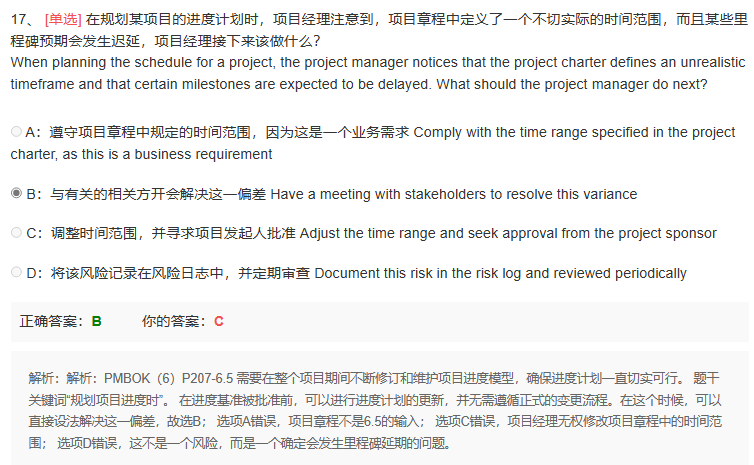 17、 [单选] 在规划某项目的进度计划时，项目经理注意到，项目章程中定义了一个不切实际的时间范围，而且某些里
程碑预期会发生迟延，项目经理接下来该做什么？
When planning the schedule for a project, the project manager notices that the project charter defines an unrealistic
timeframe and that certain milestones are expected to be delayed. What should the project manager do next?
A：遵守项目章程中规定的时间范围，因为这是一个业务需求 Comply with the time range specified in the project
charter, as this is a business requirement
B：与有关的相关方开会解决这一偏差 Have a meeting with stakeholders to resolve this variance
C：调整时间范围，并寻求项目发起人批准 Adjust the time range and seek approval from the project sponsor
D：将该风险记录在风险日志中，并定期审查 Document this risk in the risk log and reviewed periodically
正确答案：B 你的答案：C
解析：解析：PMBOK（6）P207-6.5 需要在整个项目期间不断修订和维护项目进度模型，确保进度计划一直切实可行。 题干
关键词“规划项目进度时”。 在进度基准被批准前，可以进行进度计划的更新，并无需遵循正式的变更流程。在这个时候，可以
直接设法解决这一偏差，故选B； 选项A错误，项目章程不是6.5的输入； 选项C错误，项目经理无权修改项目章程中的时间范
围； 选项D错误，这不是一个风险，而是一个确定会发生里程碑延期的问题。